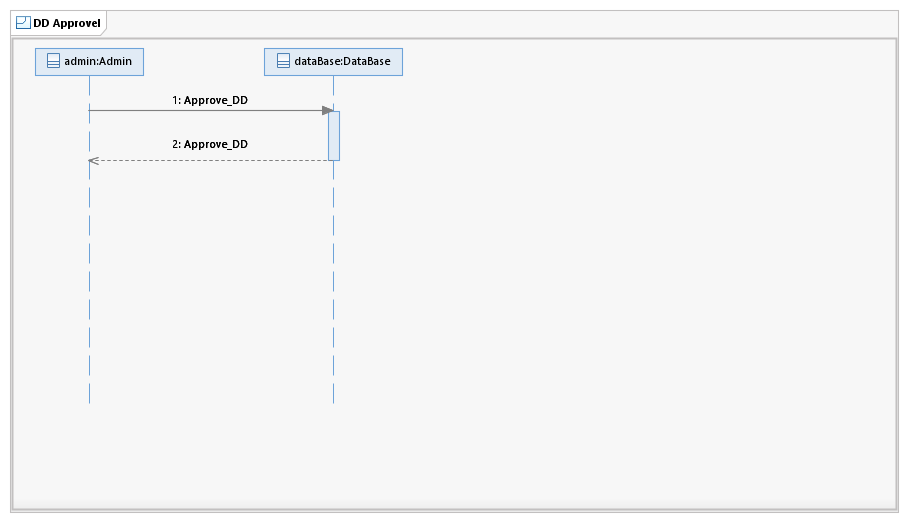 DD Approvel
admin:Admin
dataBase:DataBase
1: Approve_DD
2: Approve_DD